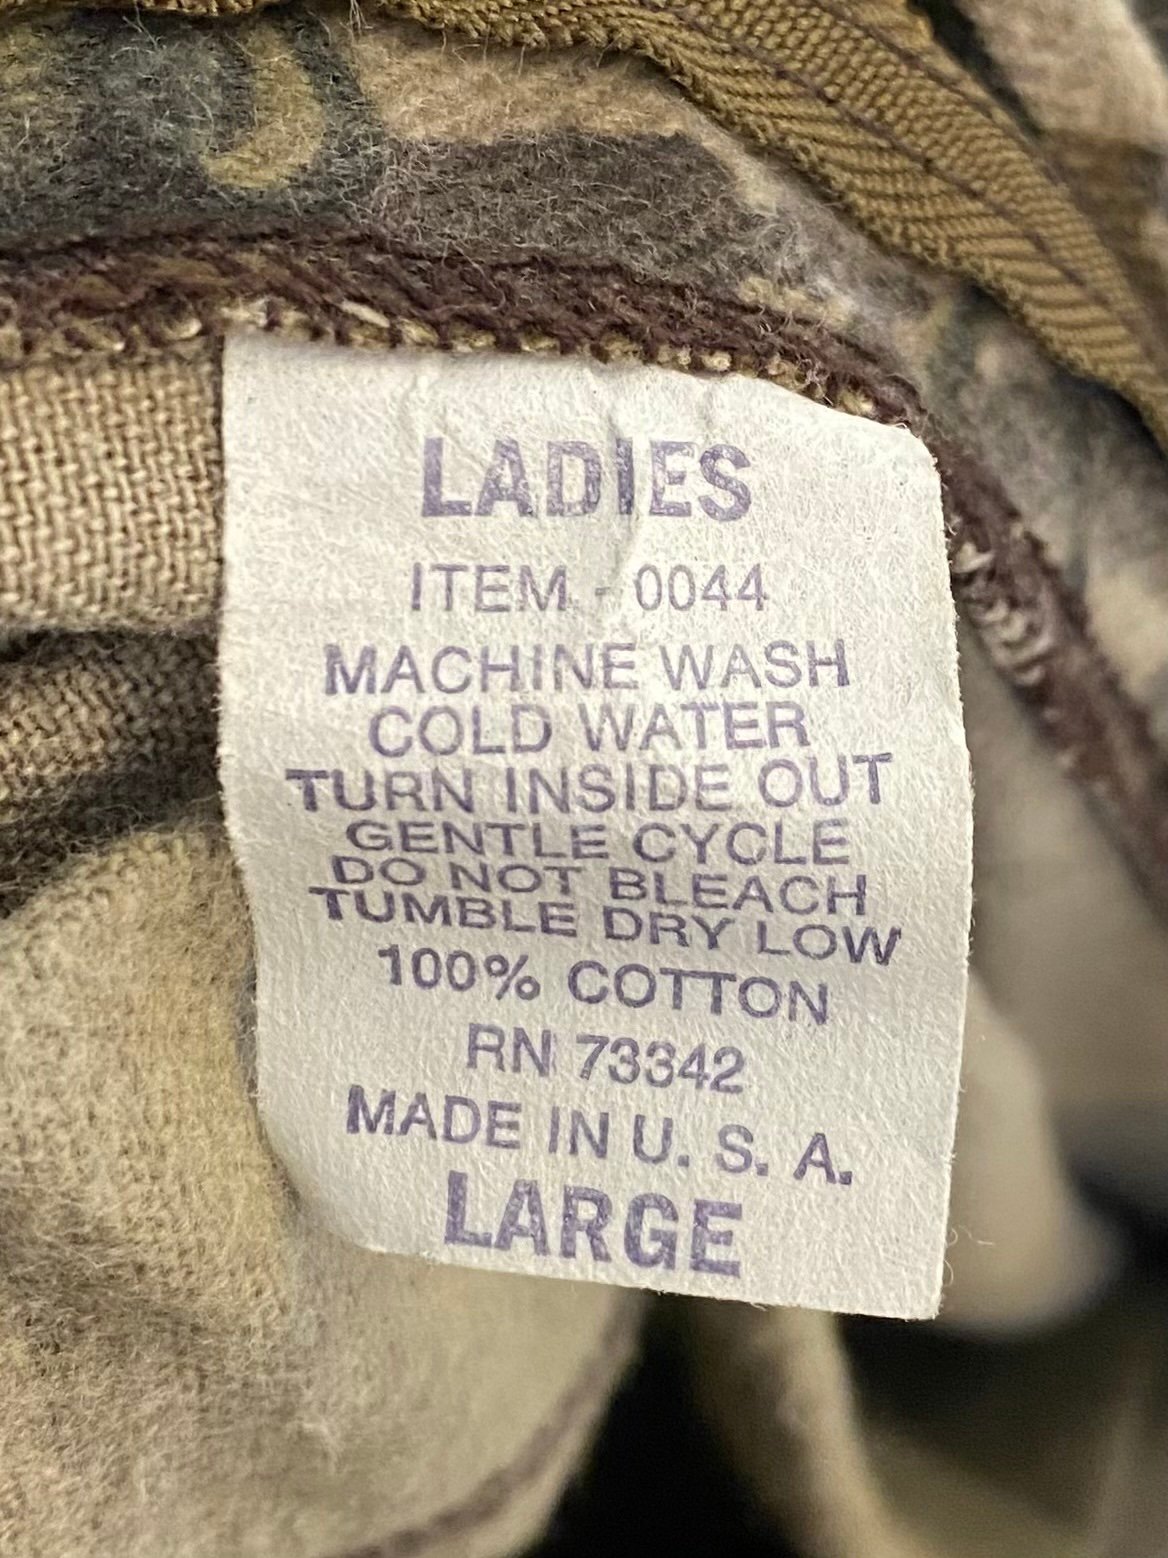 LADIES
ITEM - 0044
MACHINE WASH
COLD WATER
TURN INSIDE OUT
GENTLE CYCLE
DO NOT BLEACH
TUMBLE DRY LOW
100% COTTON
RN 73342
MADE IN U. S. A.
LARGE